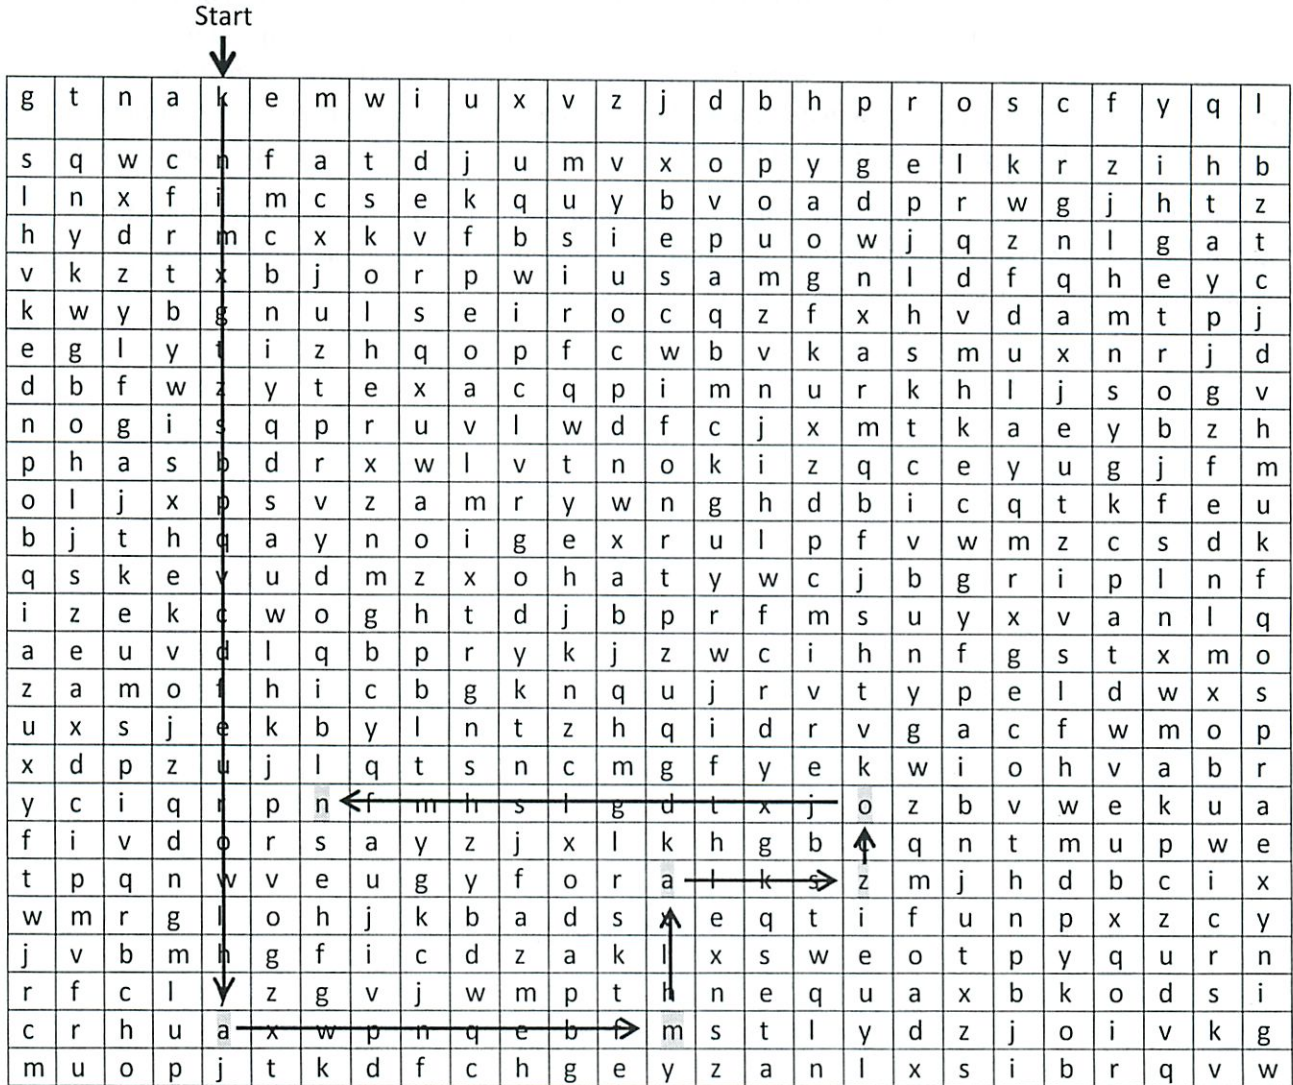 Start
g t n a k e m w i u x v z j d b h p r o s c f y q l
s q w c n f a t d j u m v x o p y g e l k r z i h b
l n x f i m c s e k q u y b v o a d p r w g j h t z
h y d r m c x k v f b s i e p u o w j q z n l g a t
v k z t x b j o r p w i u s a m g n l d f q h e y c
k w y b g n u l s e i r o c q z f x h v d a m t p j
e g l y t i z h q o p f c w b v k a s m u x n r j d
d b f w z y t e x a c q p i m n u r k h l j s o g v
n o g i s q p r u v l w d f c j x m t k a e y b z h
p h a s b d r x w l v t n o k i z q c e y u g j f m
o l j x p s v z a m r y w n g h d b i c q t k f e u
b j t h q a y n o i g e x r u l p f v w m z c s d k
q s k e v u d m z x o h a t y w c j b g r i p l n f
i z e k c w o g h t d j b p r f m s u y x v a n l q
a e u v d l q b p r y k j z w c i h n f g s t x m o
z a m o f h i c b g k n q u j r v t y p e l d w x s
u x s j e k b y l n t z h q i d r v g a c f w m o p
x d p z u j l q t s n c m g f y e k w i o h v a b r
y c i q r p n f m h s l g d t x j o z b v w e k u a
f i v d o r s a y z j x l k h g b c q n t m u p w e
t p q n w v e u g y f o r a l k s z m j h d b c i x
w m r g l o h j k b a d s v e q t i f u n p x z c y
j v b m h g f i c d z a k l x s w e o t p y q u r n
r f c l y z g v j w m p t h n e q u a x b k o d s i
c r h u a x w p n q e b f m s t l y d z j o i v k g
m u o p j t k d f c h g e y z a n l x s i b r q v w